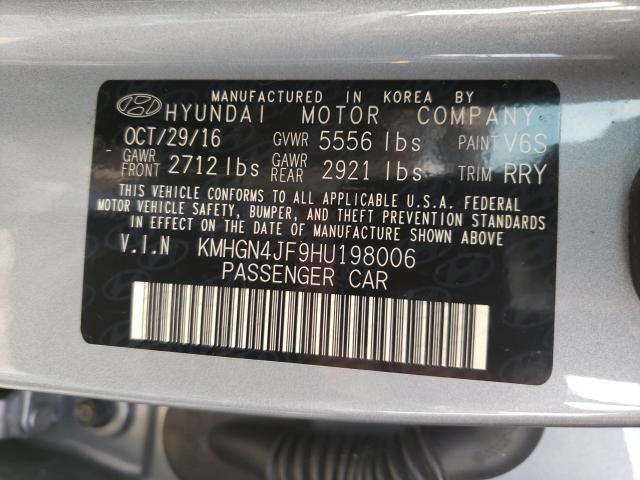 MANUFACTURED IN KOREA BY
HYUNDAI MOTOR COMPANY
OCT/29/16 GVWR 5556 lbs PAINT V6S
GAWR FRONT 2712 lbs GAWR REAR 2921 lbs TRIM RRY
THIS VEHICLE CONFORMS TO ALL APPLICABLE U.S.A. FEDERAL
MOTOR VEHICLE SAFETY, BUMPER, AND THEFT PREVENTION STANDARDS
IN EFFECT ON THE DATE OF MANUFACTURE SHOWN ABOVE.
V.I.N KMHGN4JF9HU198006
PASSENGER CAR